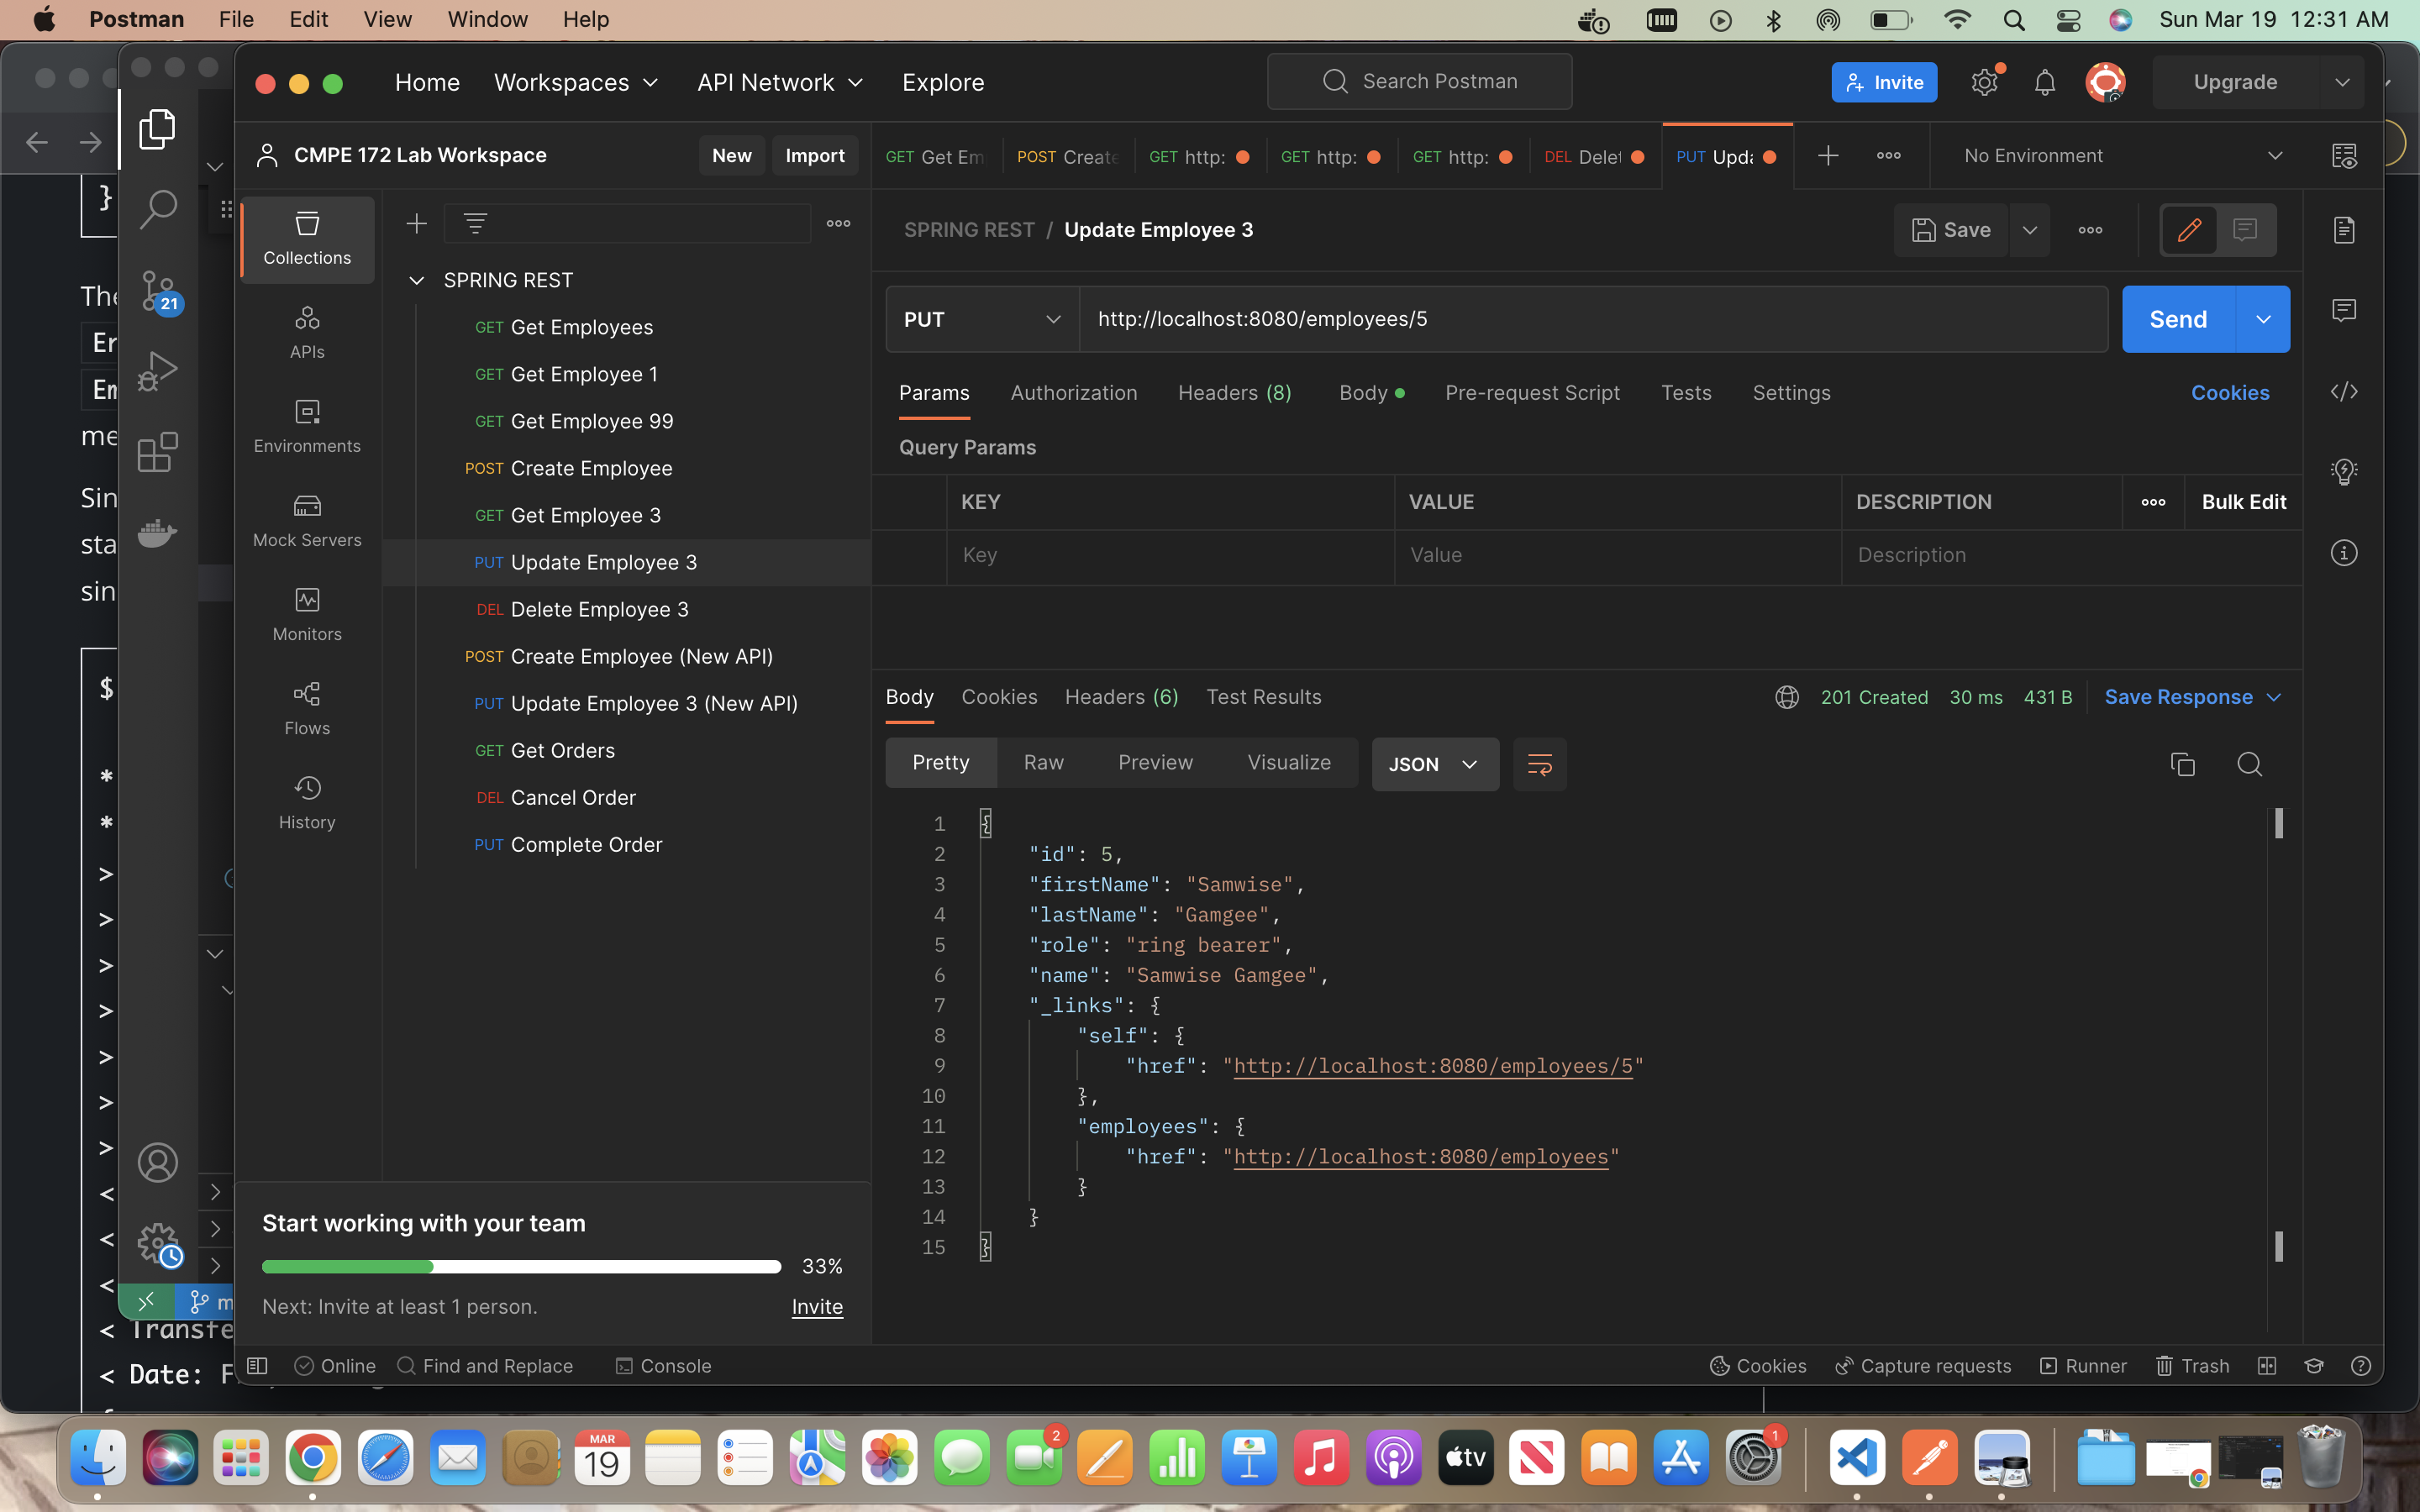 Postman File Edit View Window Help Sun Mar 19 12:31 AM
Home Workspaces API Network Explore Search Postman Invite Upgrade
CMPE 172 Lab Workspace New Import GET Get Em POST Create GET http: GET http: GET http: DEL Delet PUT Upda No Environment
}
Collections
SPRING REST / Update Employee 3 Save
SPRING REST
The
21
PUT http://localhost:8080/employees/5 Send
GET Get Employees
Er
APIs
GET Get Employee 1
Em
Params Authorization Headers (8) Body Pre-request Script Tests Settings Cookies
GET Get Employee 99
me
Environments
Query Params
POST Create Employee
Sin
KEY VALUE DESCRIPTION Bulk Edit
GET Get Employee 3
sta
Mock Servers
Key Value Description
PUT Update Employee 3
sin
DEL Delete Employee 3
Monitors
POST Create Employee (New API)
$
PUT Update Employee 3 (New API)
Flows
Body Cookies Headers (6) Test Results 201 Created 30 ms 431 B Save Response
GET Get Orders
Pretty Raw Preview Visualize JSON
*
DEL Cancel Order
*
History
PUT Complete Order
1 {
2 "id": 5,
3 "firstName": "Samwise",
4 "lastName": "Gamgee",
5 "role": "ring bearer",
6 "name": "Samwise Gamgee",
7 "_links": {
8 "self": {
9 "href": "http://localhost:8080/employees/5"
10 },
11 "employees": {
12 "href": "http://localhost:8080/employees"
13 }
14 }
15 }
>
>
>
>
>
>
>
<
<
<
Start working with your team
33%
Next: Invite at least 1 person. Invite
m
< Transfe
< Date: F
Online Find and Replace Console Cookies Capture requests Runner Trash
MAR
19
2
tv
1